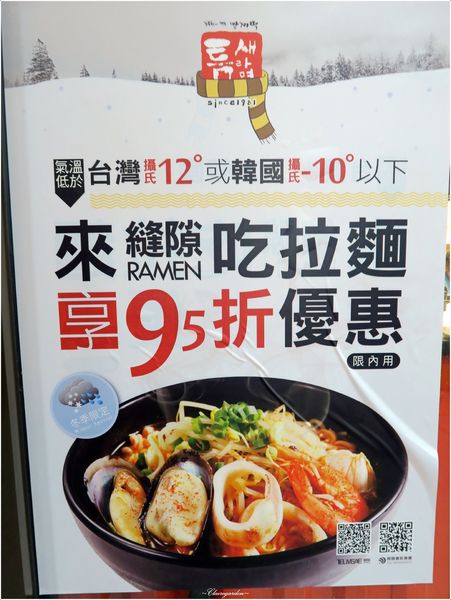 틈새
라면
since1981
氣溫低於 台灣攝氏12°或韓國攝氏-10°以下
來縫隙RAMEN吃拉麵
享95折優惠
限內用
冬季限定
TEUMSAE
~Clairegarden~